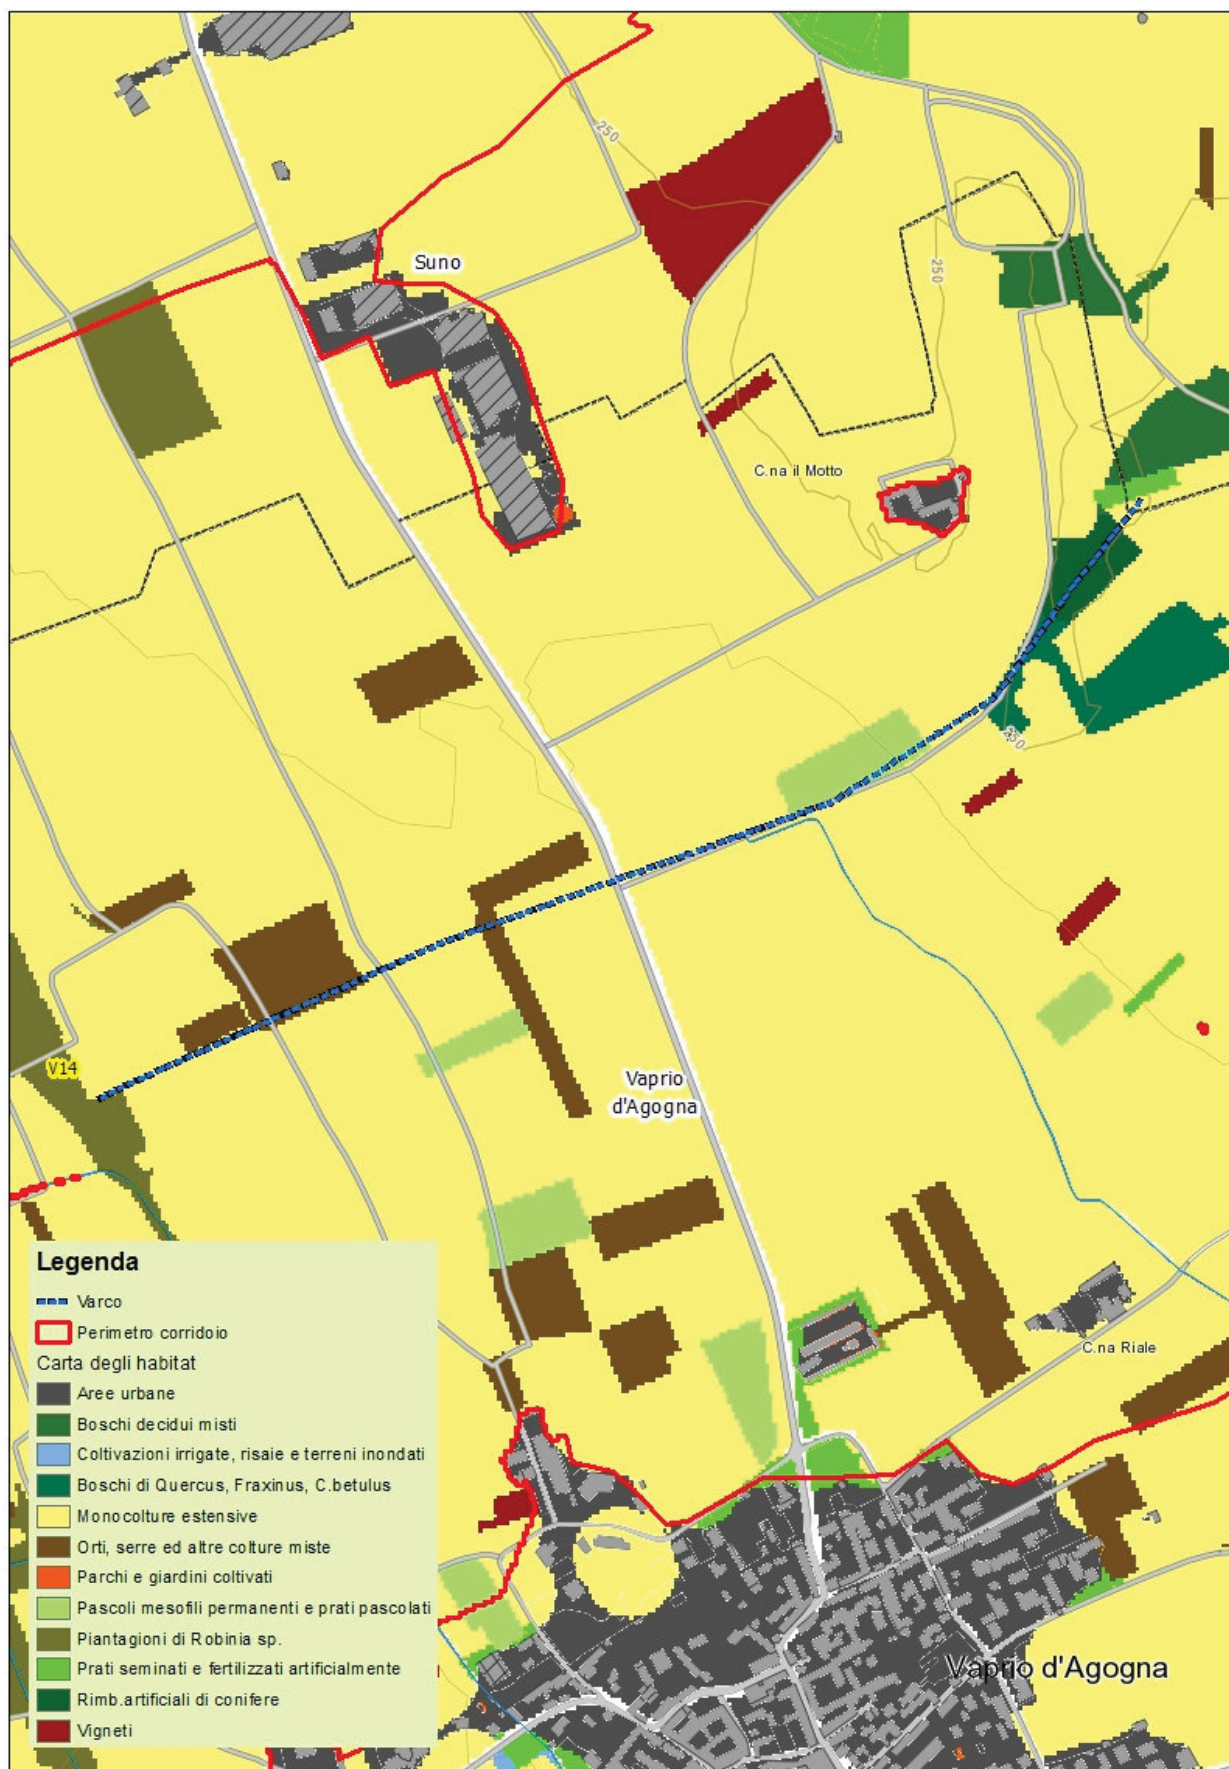 250
Suno
250
C.na il Motto
250
V14
Vaprio
d'Agogna
C.na Riale
Vaprio d'Agogna
Legenda
Varco
Perimetro corridoio
Carta degli habitat
Aree urbane
Boschi decidui misti
Coltivazioni irrigate, risaie e terreni inondati
Boschi di Quercus, Fraxinus, C.betulus
Monocolture estensive
Orti, serre ed altre colture miste
Parchi e giardini coltivati
Pascoli mesofili permanenti e prati pascolati
Piantagioni di Robinia sp.
Prati seminati e fertilizzati artificialmente
Rimb.artificiali di conifere
Vigneti